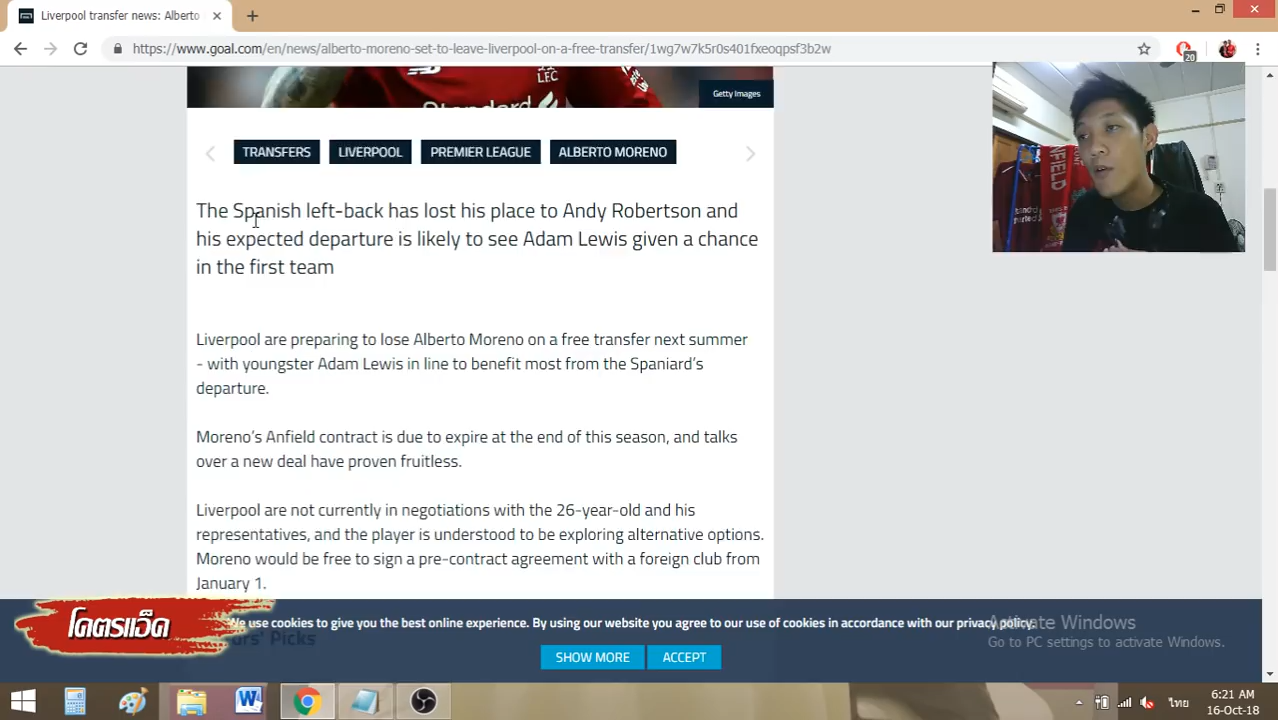 Liverpool transfer news: Alberto
https://www.goal.com/en/news/alberto-moreno-set-to-leave-liverpool-on-a-free-transfer/1wg7w7k5r0s401fxeoqpsf3b2w
20
LFC
Standard
Getty Images
TRANSFERS
LIVERPOOL
PREMIER LEAGUE
ALBERTO MORENO
The Spanish left-back has lost his place to Andy Robertson and
his expected departure is likely to see Adam Lewis given a chance
in the first team
Liverpool are preparing to lose Alberto Moreno on a free transfer next summer
- with youngster Adam Lewis in line to benefit most from the Spaniard's
departure.
Moreno's Anfield contract is due to expire at the end of this season, and talks
over a new deal have proven fruitless.
Liverpool are not currently in negotiations with the 26-year-old and his
representatives, and the player is understood to be exploring alternative options.
Moreno would be free to sign a pre-contract agreement with a foreign club from
January 1.
โคตรแอ็ด
We use cookies to give you the best online experience. By using our website you agree to our use of cookies in accordance with our privacy policy.
Picks
SHOW MORE
ACCEPT
Activate Windows
Go to PC settings to activate Windows.
ไทย
6:21 AM
16-Oct-18